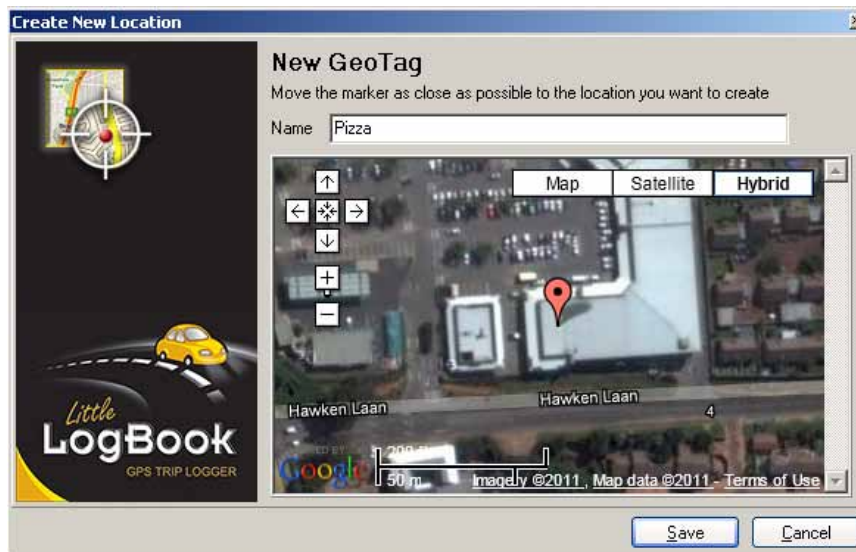 Create New Location
New GeoTag
Move the marker as close as possible to the location you want to create
Name Pizza
Map Satellite Hybrid
Hawken Laan Hawken Laan
4
Little
LogBook
GPS TRIP LOGGER
Google
50 m
Imagery ©2011 , Map data ©2011 - Terms of Use
Save Cancel